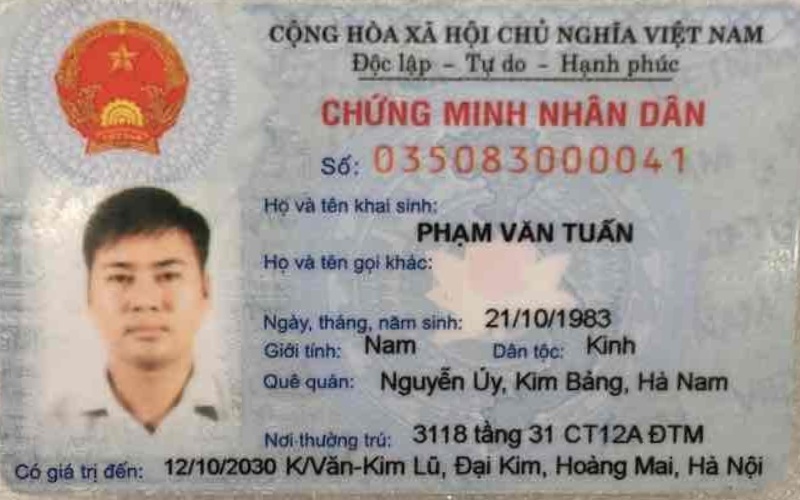 CỘNG HÒA XÃ HỘI CHỦ NGHĨA VIỆT NAM
Độc lập - Tự do - Hạnh phúc
CHỨNG MINH NHÂN DÂN
Số: 035083000041
Họ và tên khai sinh:
PHẠM VĂN TUẤN
Họ và tên gọi khác:
Ngày, tháng, năm sinh: 21/10/1983
Giới tính: Nam Dân tộc: Kinh
Quê quán: Nguyễn Úy, Kim Bảng, Hà Nam
Nơi thường trú: 3118 tầng 31 CT12A ĐTM
Có giá trị đến: 12/10/2030 K/Văn-Kim Lũ, Đại Kim, Hoàng Mai, Hà Nội